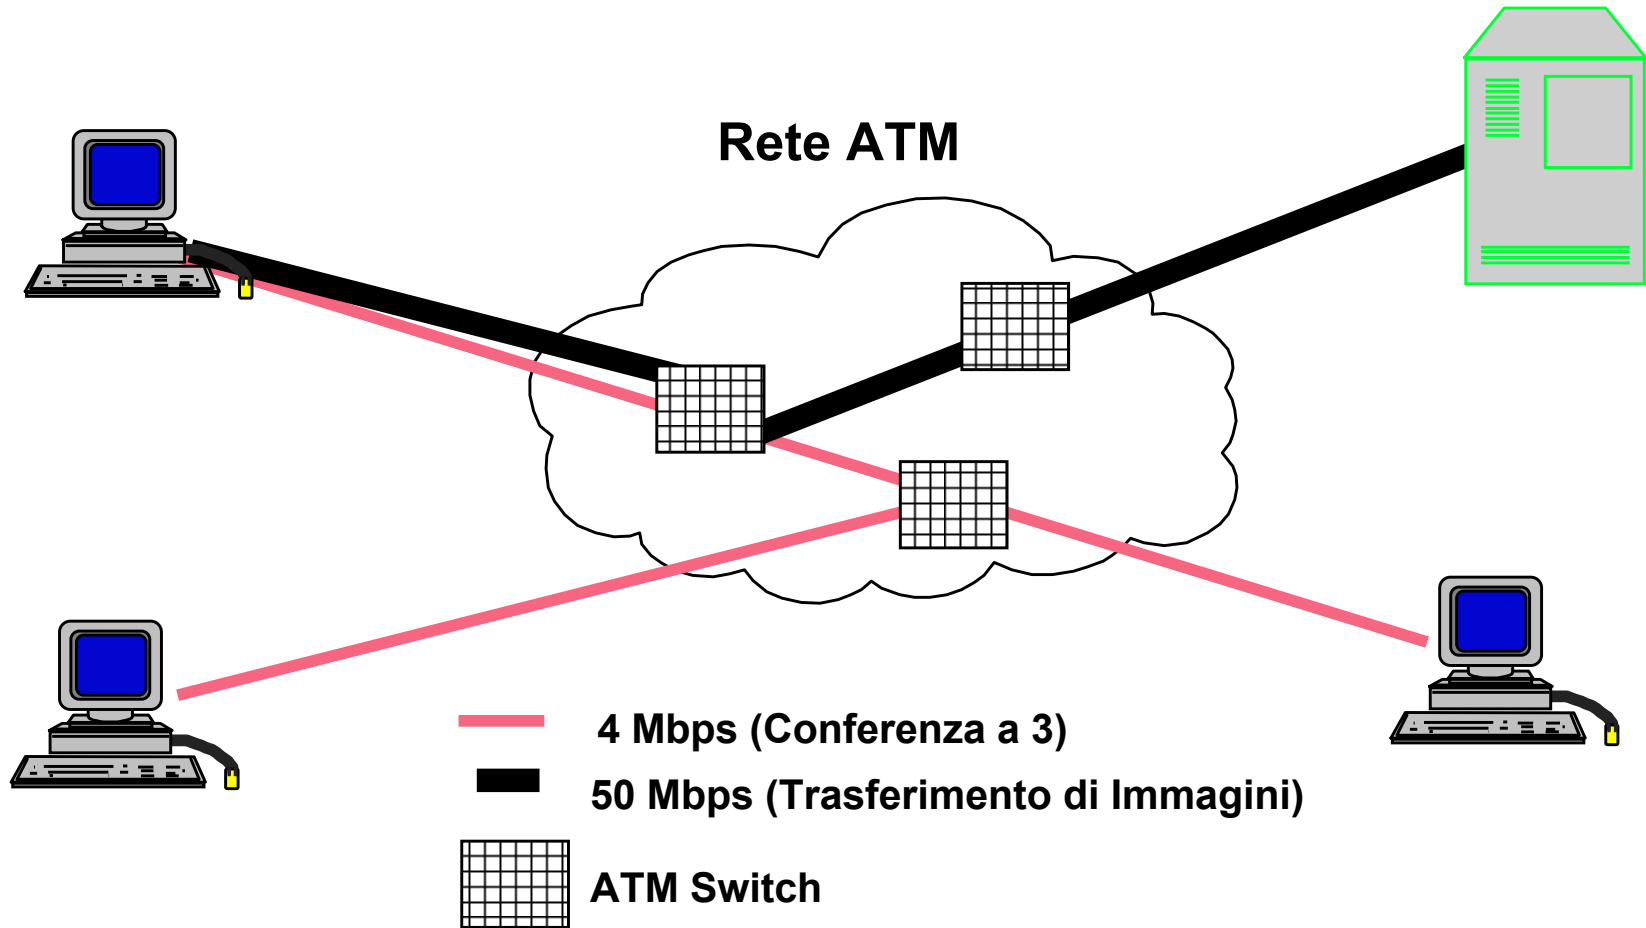 Rete ATM
4 Mbps (Conferenza a 3)
50 Mbps (Trasferimento di Immagini)
ATM Switch